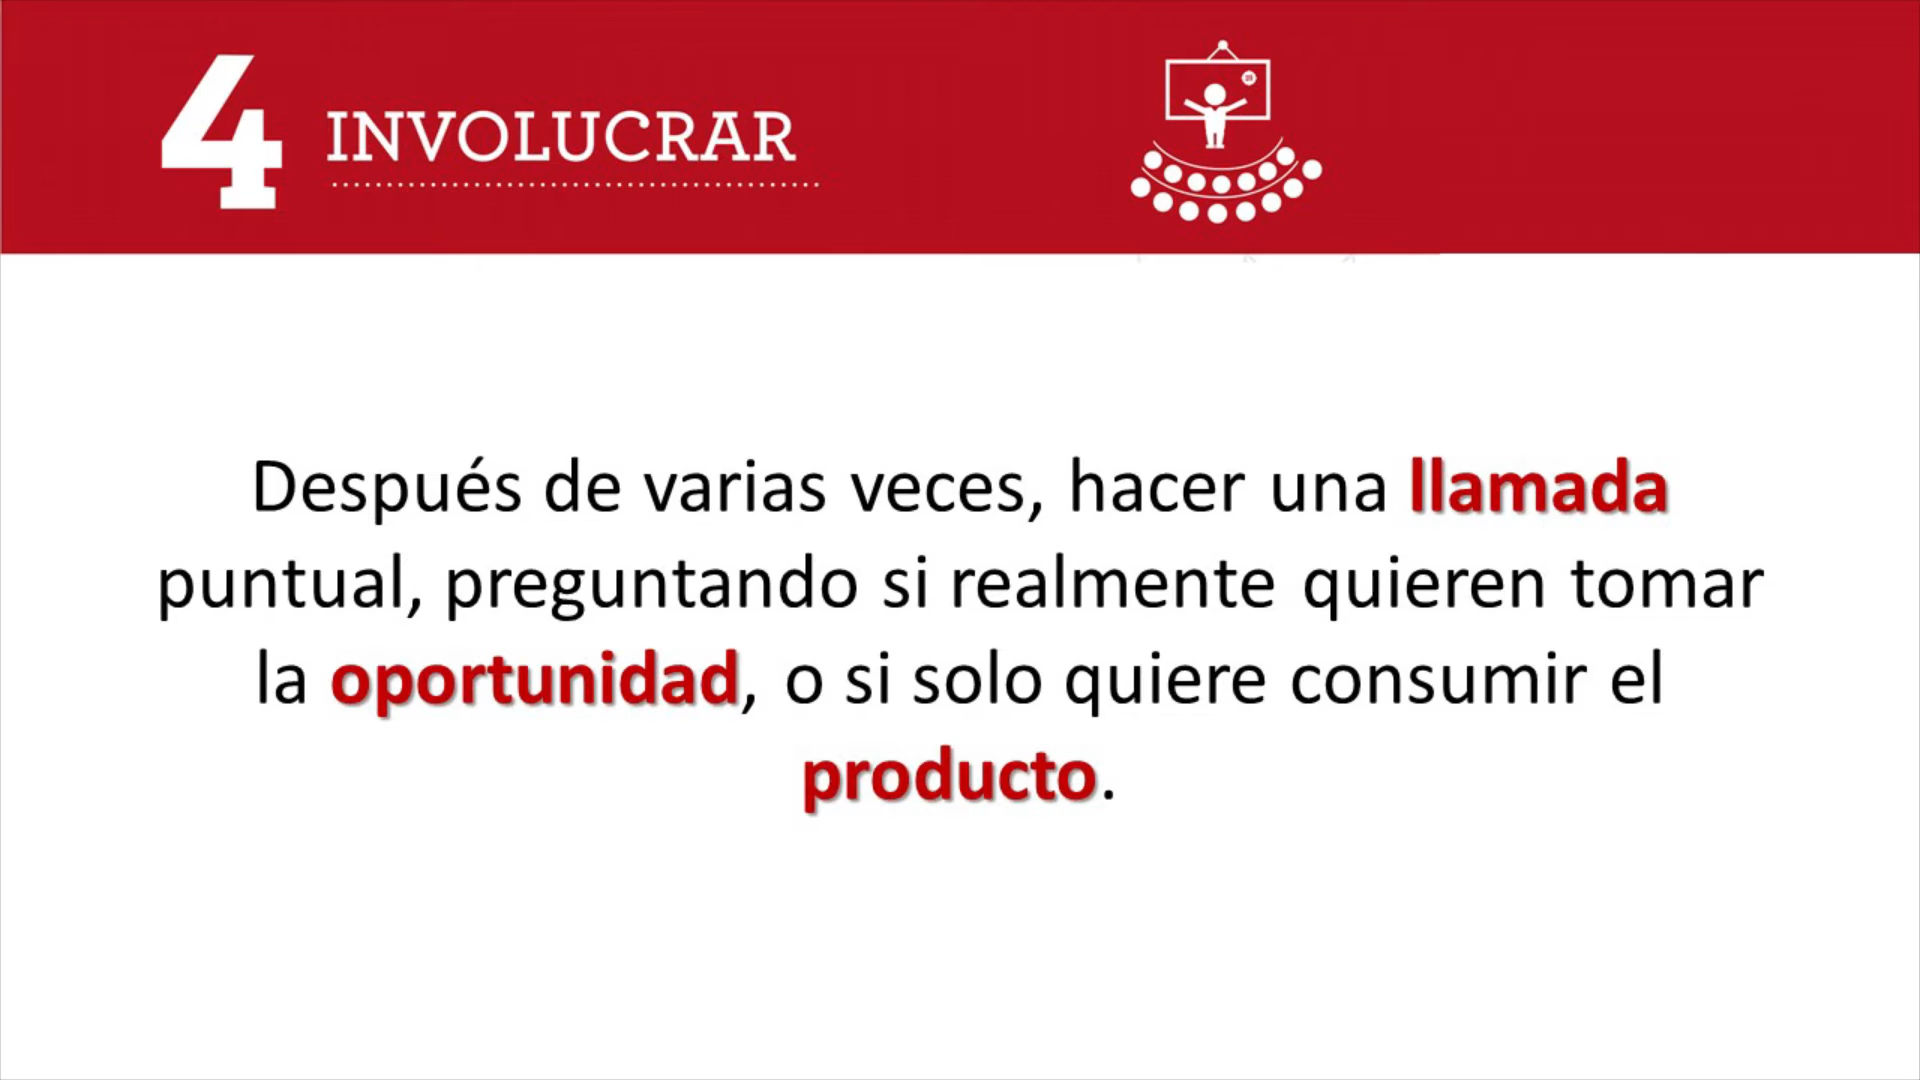 4 INVOLUCRAR
Después de varias veces, hacer una llamada
puntual, preguntando si realmente quieren tomar
la oportunidad, o si solo quiere consumir el
producto.